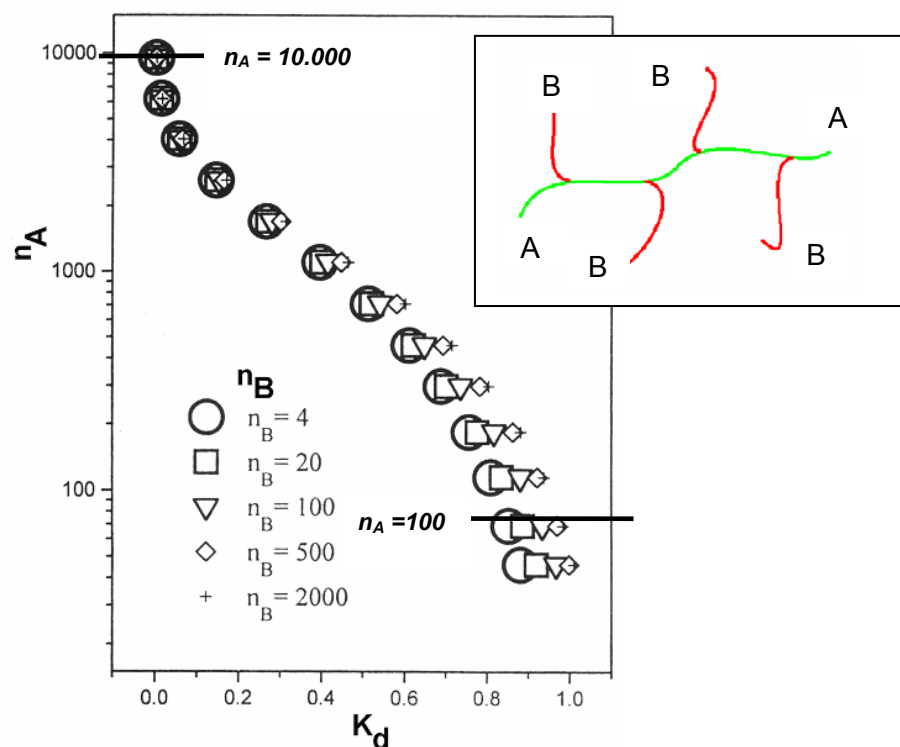 10000
n_A = 10.000
B
B
A
n_A
1000
A
B
B
n_B
n_B = 4
n_B = 20
100
n_B = 100
n_A =100
n_B = 500
n_B = 2000
0.0 0.2 0.4 0.6 0.8 1.0
K_d